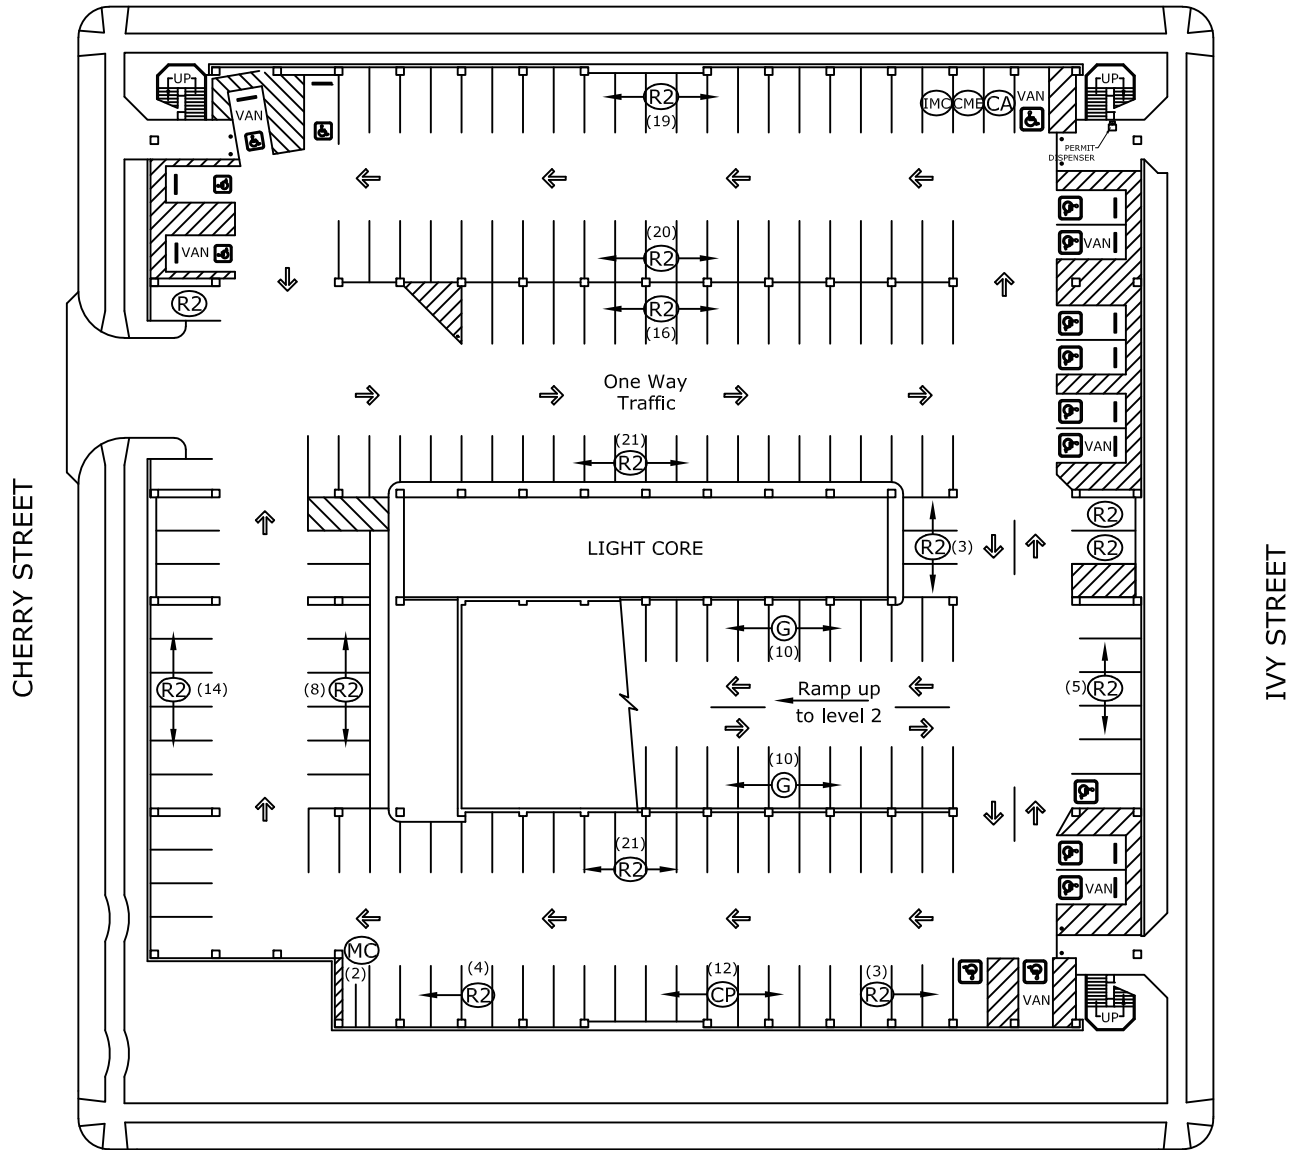 UP
UP
VAN
VAN
R2
(19)
IMC
CME
CA
PERMIT
DISPENSER
VAN
R2
(20)
R2
R2
(16)
VAN
One Way
Traffic
(21)
R2
VAN
R2
R2
LIGHT CORE
R2 (3)
CHERRY STREET
IVY STREET
G
(10)
R2 (14)
(8) R2
Ramp up
to level 2
(5) R2
(10)
G
(21)
R2
VAN
MC
(2)
(4)
R2
(12)
CP
(3)
R2
VAN
UP